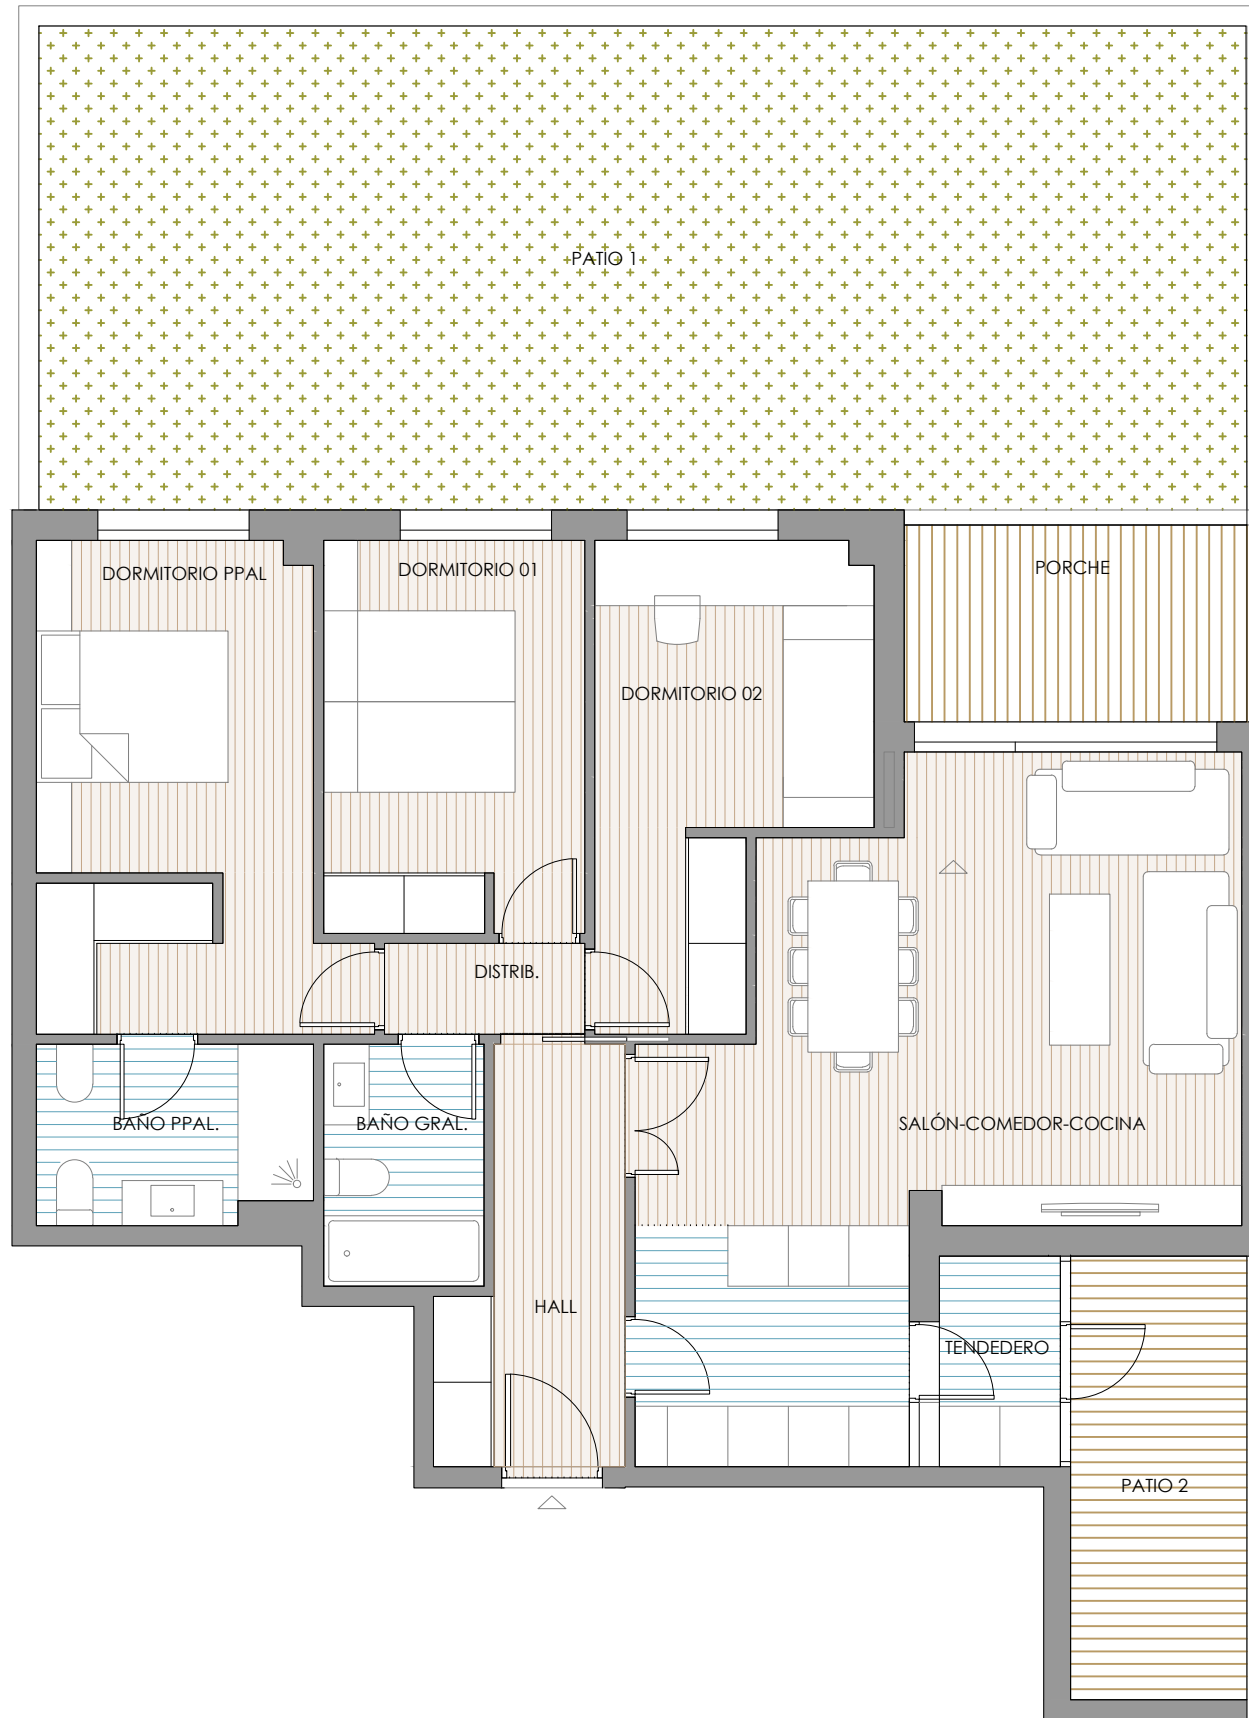 PATIO 1
DORMITORIO PPAL
DORMITORIO 01
PORCHE
DORMITORIO 02
DISTRIB.
BAÑO PPAL.
BAÑO GRAL.
SALÓN-COMEDOR-COCINA
HALL
TENDEDERO
PATIO 2